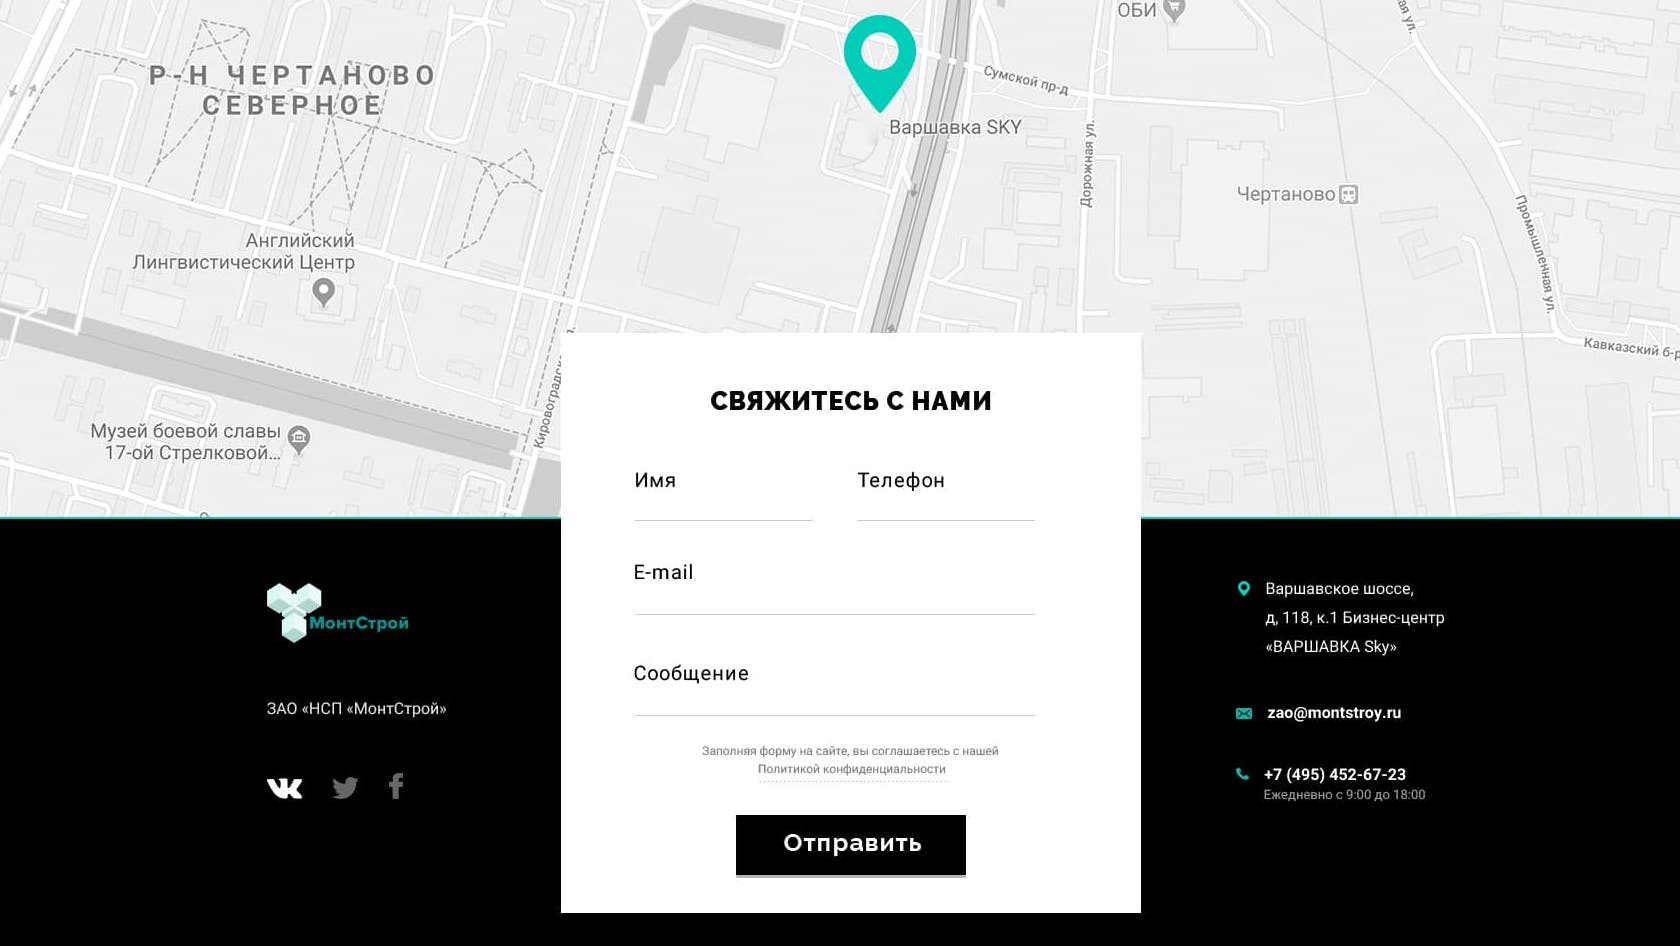 ОБИ
Р-Н ЧЕРТАНОВО
СЕВЕРНОЕ
Сумской пр-д
Варшавка SKY
Дорожная ул.
Чертаново
Промышленная ул.
Английский
Лингвистический Центр
Кавказский б-р
Кировоградская
Музей боевой славы
17-ой Стрелковой...
СВЯЖИТЕСЬ С НАМИ
Имя
Телефон
E-mail
Сообщение
Заполняя форму на сайте, вы соглашаетесь с нашей
Политикой конфиденциальности
Отправить
МонтСтрой
ЗАО «НСП «МонтСтрой»
Варшавское шоссе,
д, 118, к.1 Бизнес-центр
«ВАРШАВКА Sky»
zao@montstroy.ru
+7 (495) 452-67-23
Ежедневно с 9:00 до 18:00